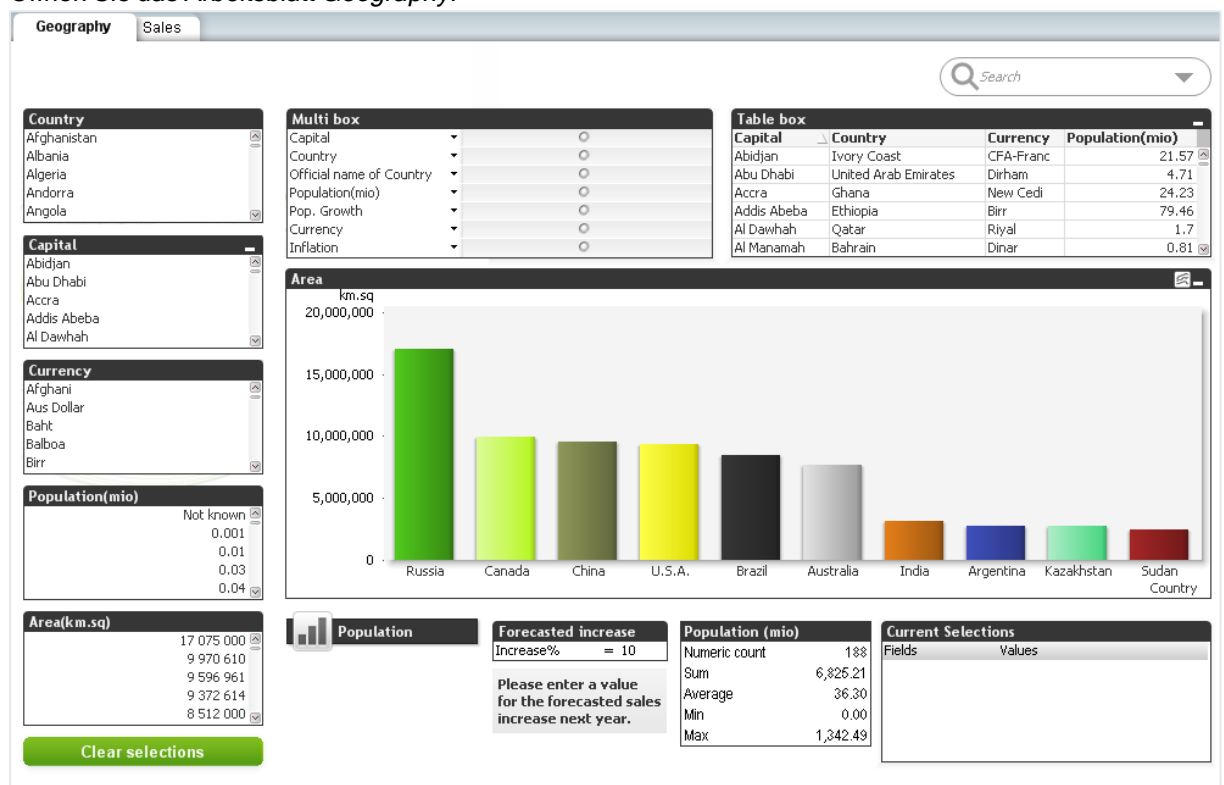 Öffnen Sie das Arbeitsblatt Geography.
Geography Sales
Search
Country
Afghanistan
Albania
Algeria
Andorra
Angola
Capital
Abidjan
Abu Dhabi
Accra
Addis Abeba
Al Dawhah
Currency
Afghani
Aus Dollar
Baht
Balboa
Birr
Population(mio)
Not known
0.001
0.01
0.03
0.04
Area(km.sq)
17 075 000
9 970 610
9 596 961
9 372 614
8 512 000
Clear selections
Multi box
Capital
Country
Official name of Country
Population(mio)
Pop. Growth
Currency
Inflation
Table box
Capital Country Currency Population(mio)
Abidjan Ivory Coast CFA-Franc 21.57
Abu Dhabi United Arab Emirates Dirham 4.71
Accra Ghana New Cedi 24.23
Addis Abeba Ethiopia Birr 79.46
Al Dawhah Qatar Riyal 1.7
Al Manamah Bahrain Dinar 0.81
Area
km.sq
20,000,000
15,000,000
10,000,000
5,000,000
0
Russia Canada China U.S.A. Brazil Australia India Argentina Kazakhstan Sudan
Country
Population
Forecasted increase
Increase% = 10
Please enter a value
for the forecasted sales
increase next year.
Population (mio)
Numeric count 188
Sum 6,825.21
Average 36.30
Min 0.00
Max 1,342.49
Current Selections
Fields Values